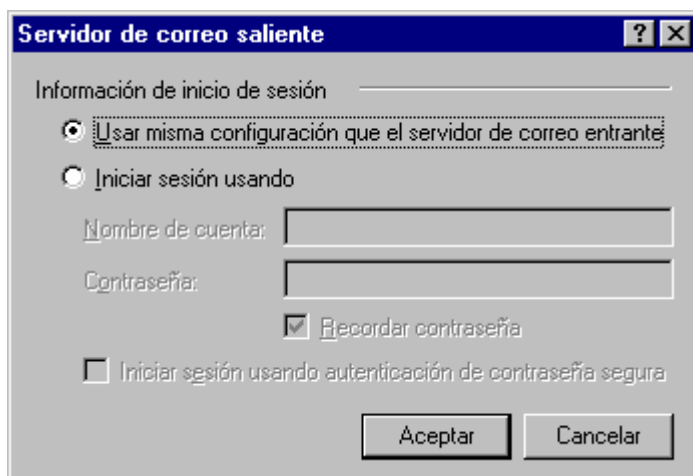 Servidor de correo saliente
Información de inicio de sesión
Usar misma configuración que el servidor de correo entrante
Iniciar sesión usando
Nombre de cuenta:
Contraseña:
Recordar contraseña
Iniciar sesión usando autenticación de contraseña segura
Aceptar Cancelar